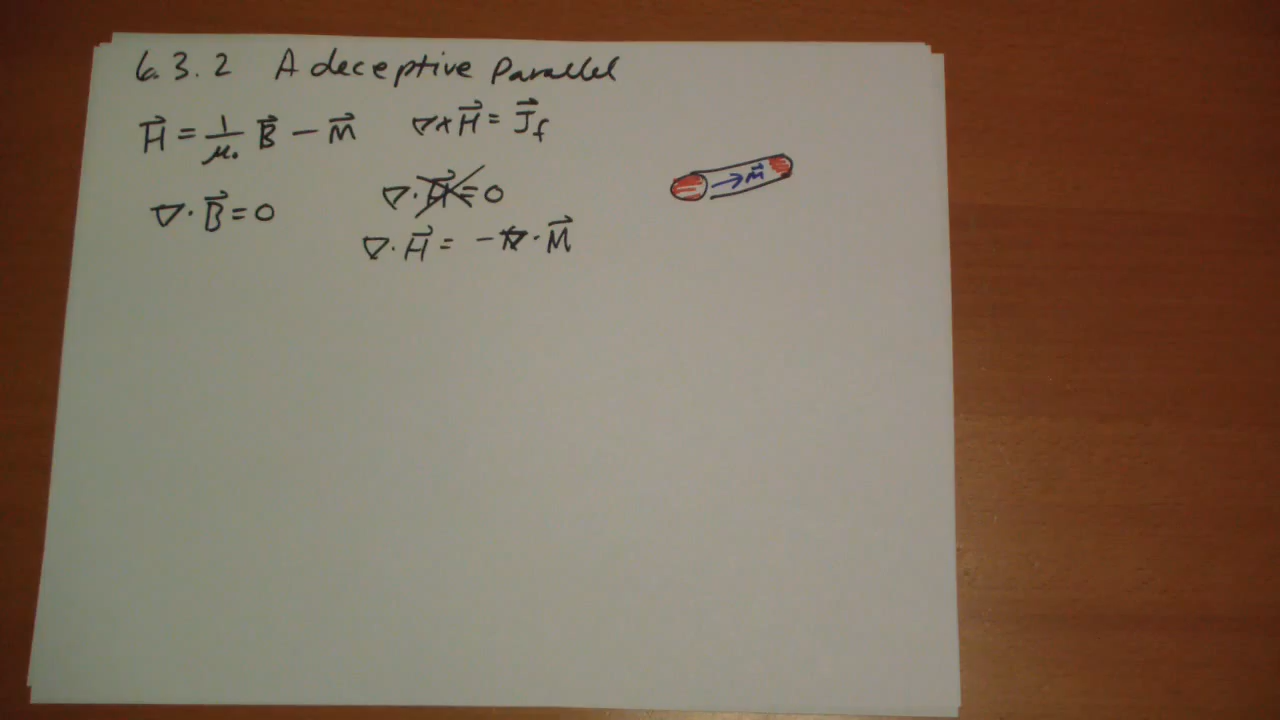 6.3.2 A deceptive Parallel
H⃗ = 1/μ₀ B⃗ − M⃗ ∇×H⃗ = J⃗f
∇·B⃗ = 0 ∇·H⃗ = 0
∇·H⃗ = −∇·M⃗
→ M⃗